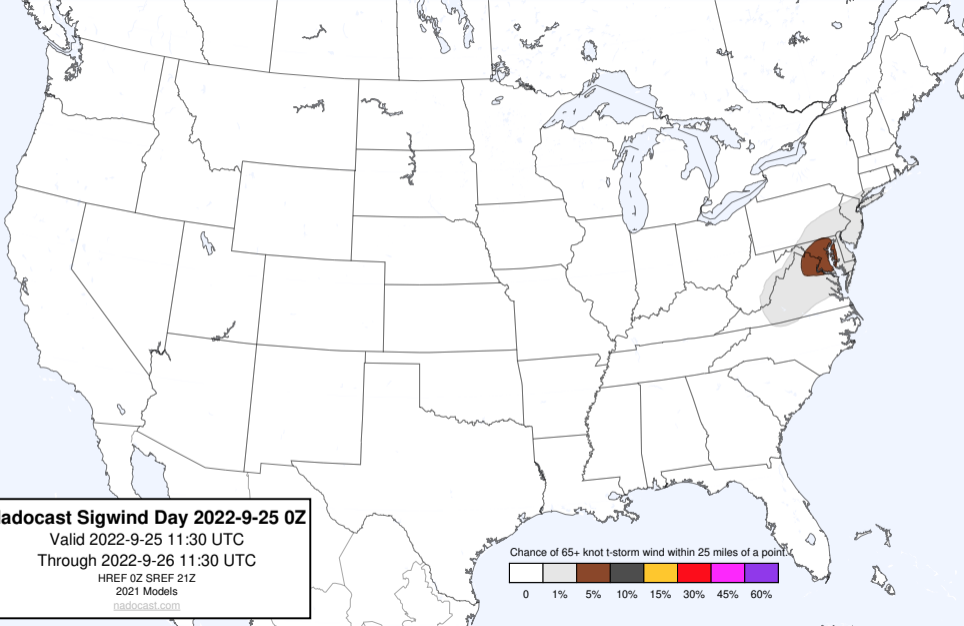 adocast Sigwind Day 2022-9-25 0Z
Valid 2022-9-25 11:30 UTC
Through 2022-9-26 11:30 UTC
HREF 0Z SREF 21Z
2021 Models
nadocast.com
Chance of 65+ knot t-storm wind within 25 miles of a point.
0 1% 5% 10% 15% 30% 45% 60%